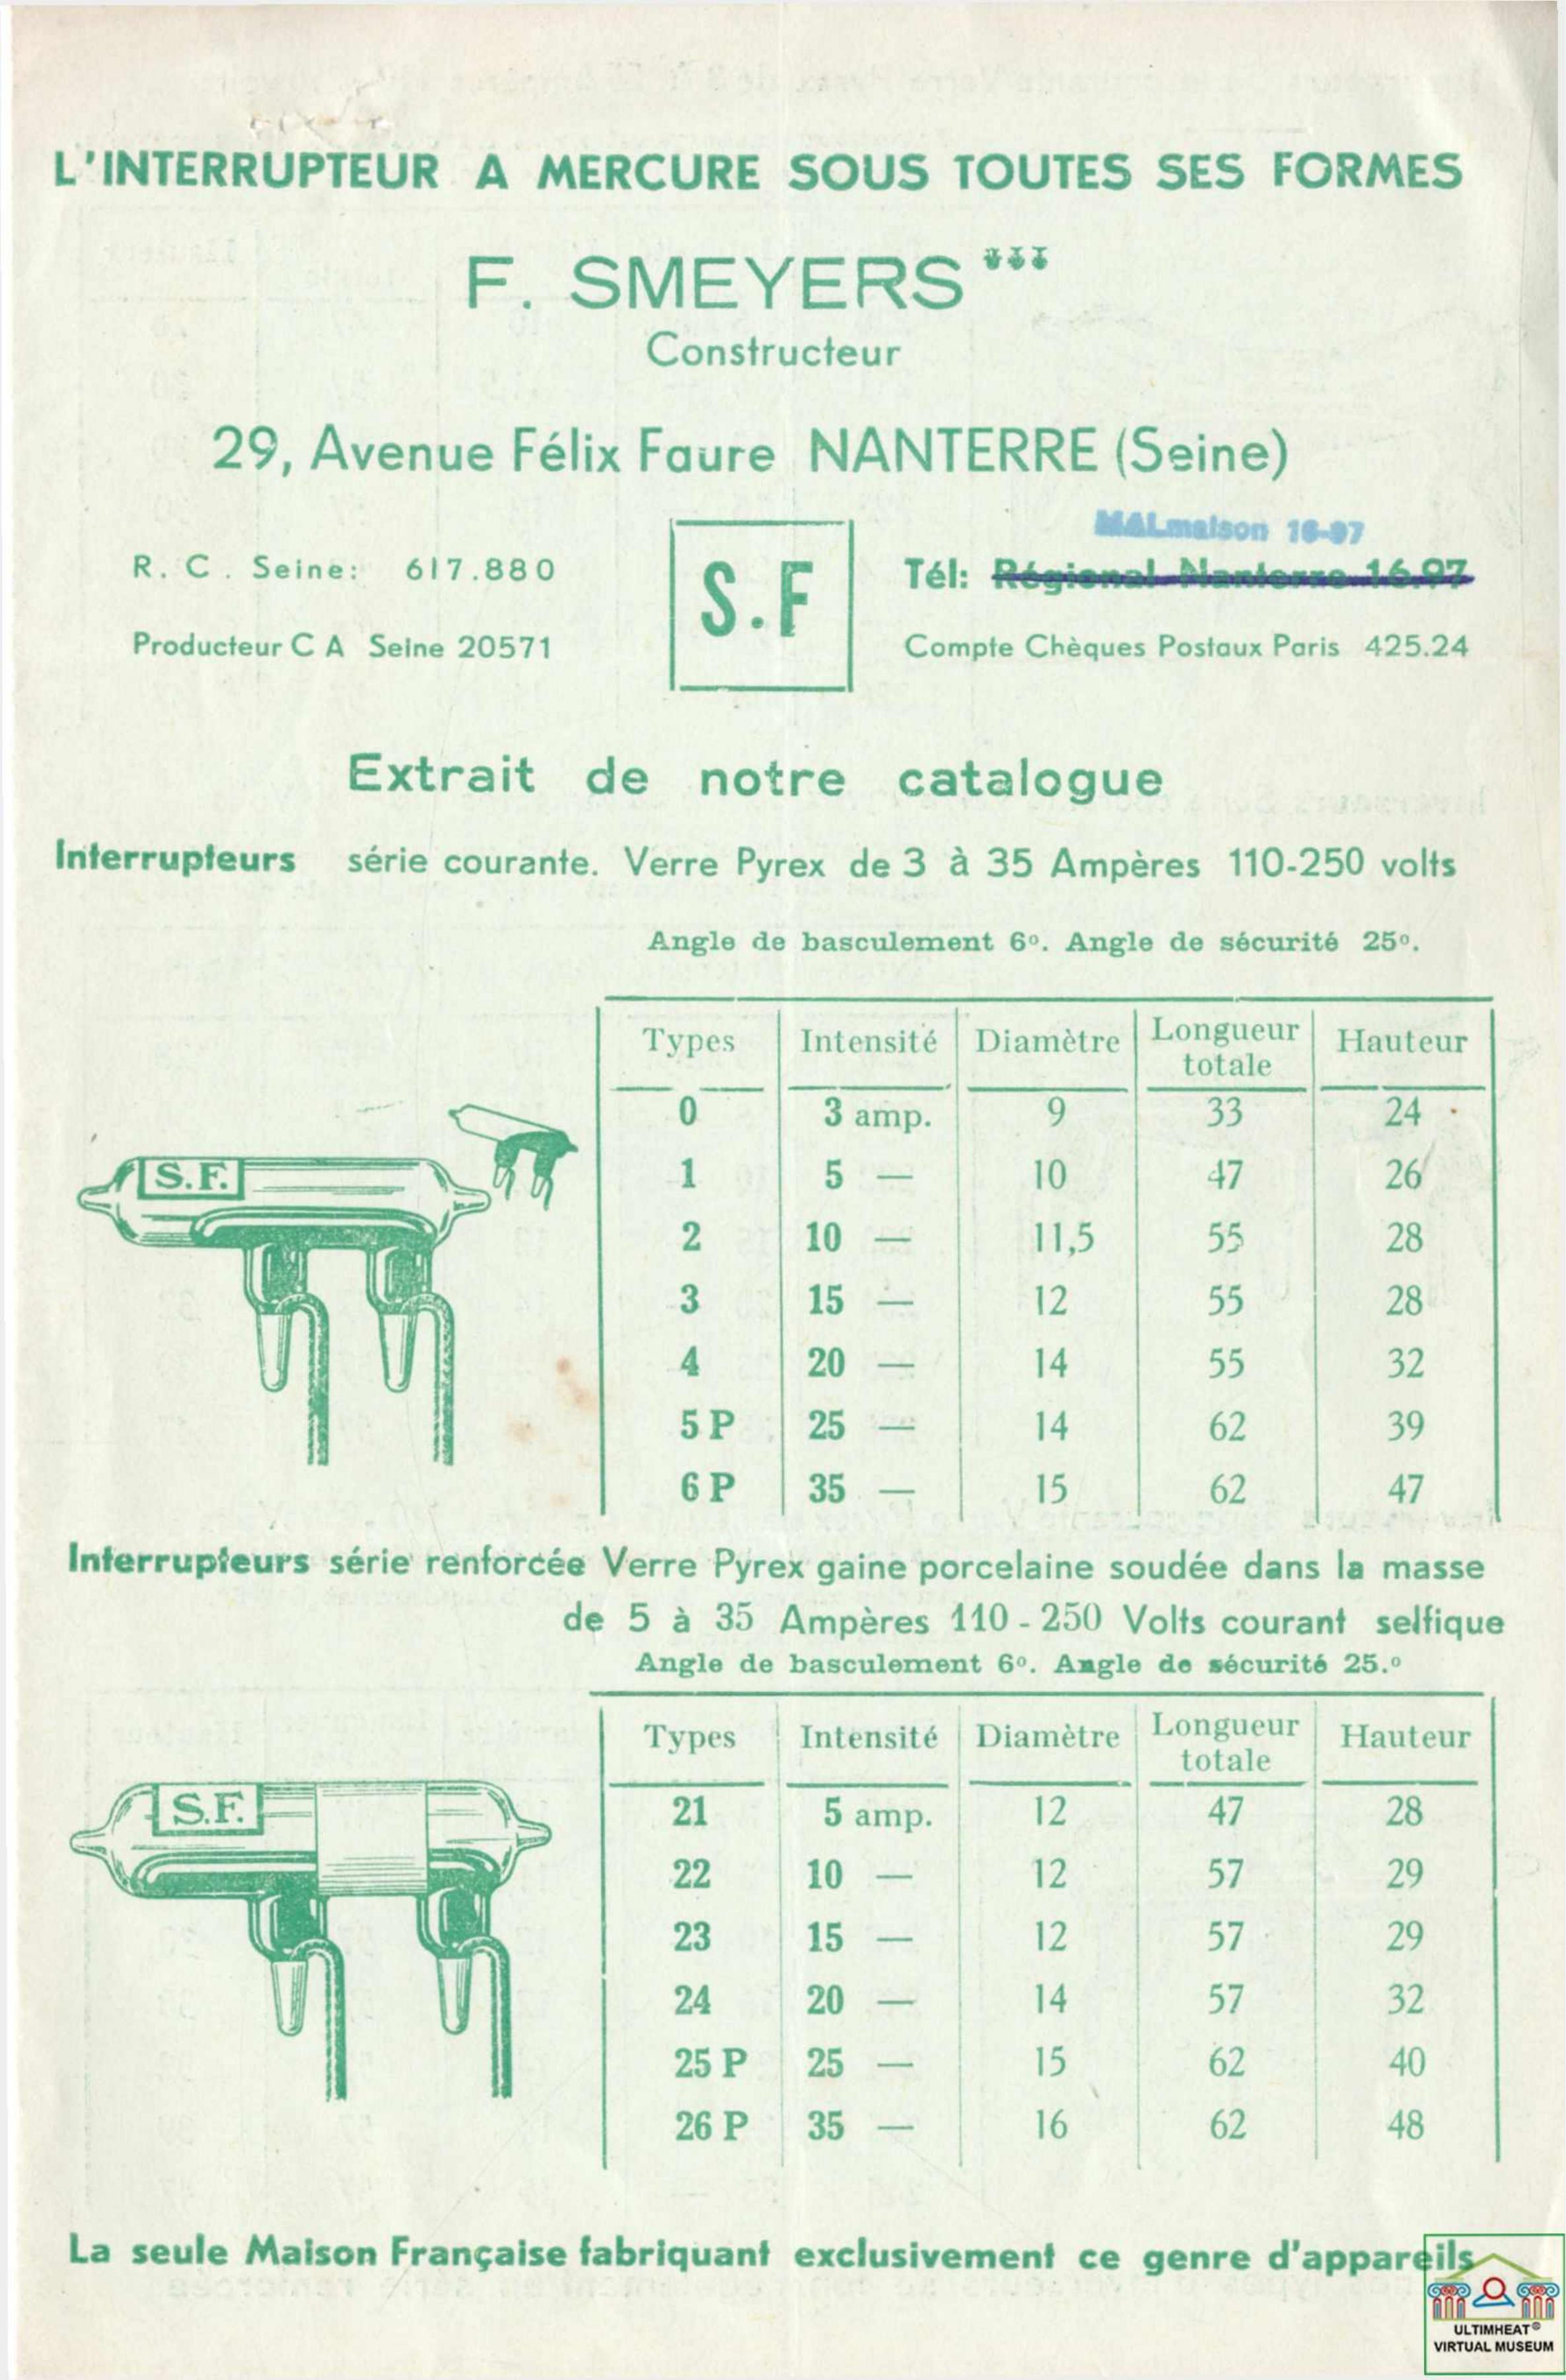 L'INTERRUPTEUR A MERCURE SOUS TOUTES SES FORMES
F. SMEYERS
Constructeur
29, Avenue Félix Faure NANTERRE (Seine)
MALmaison 16-97
R. C. Seine: 617.880
S.F
Tél: Régional Nanterre 16.97
Producteur C A Seine 20571
Compte Chèques Postaux Paris 425.24
Extrait de notre catalogue
Interrupteurs série courante. Verre Pyrex de 3 à 35 Ampères 110-250 volts
Angle de basculement 6º. Angle de sécurité 25º.
Types Intensité Diamètre Longueur totale Hauteur
0 3 amp. 9 33 24
1 5 — 10 47 26
2 10 — 11,5 55 28
3 15 — 12 55 28
4 20 — 14 55 32
5 P 25 — 14 62 39
6 P 35 — 15 62 47
S.F.
Interrupteurs série renforcée Verre Pyrex gaine porcelaine soudée dans la masse
de 5 à 35 Ampères 110 - 250 Volts courant selfique
Angle de basculement 6º. Angle de sécurité 25.º
Types Intensité Diamètre Longueur totale Hauteur
21 5 amp. 12 47 28
22 10 — 12 57 29
23 15 — 12 57 29
24 20 — 14 57 32
25 P 25 — 15 62 40
26 P 35 — 16 62 48
S.F.
La seule Maison Française fabriquant exclusivement ce genre d'appareils
ULTIMHEAT®
VIRTUAL MUSEUM